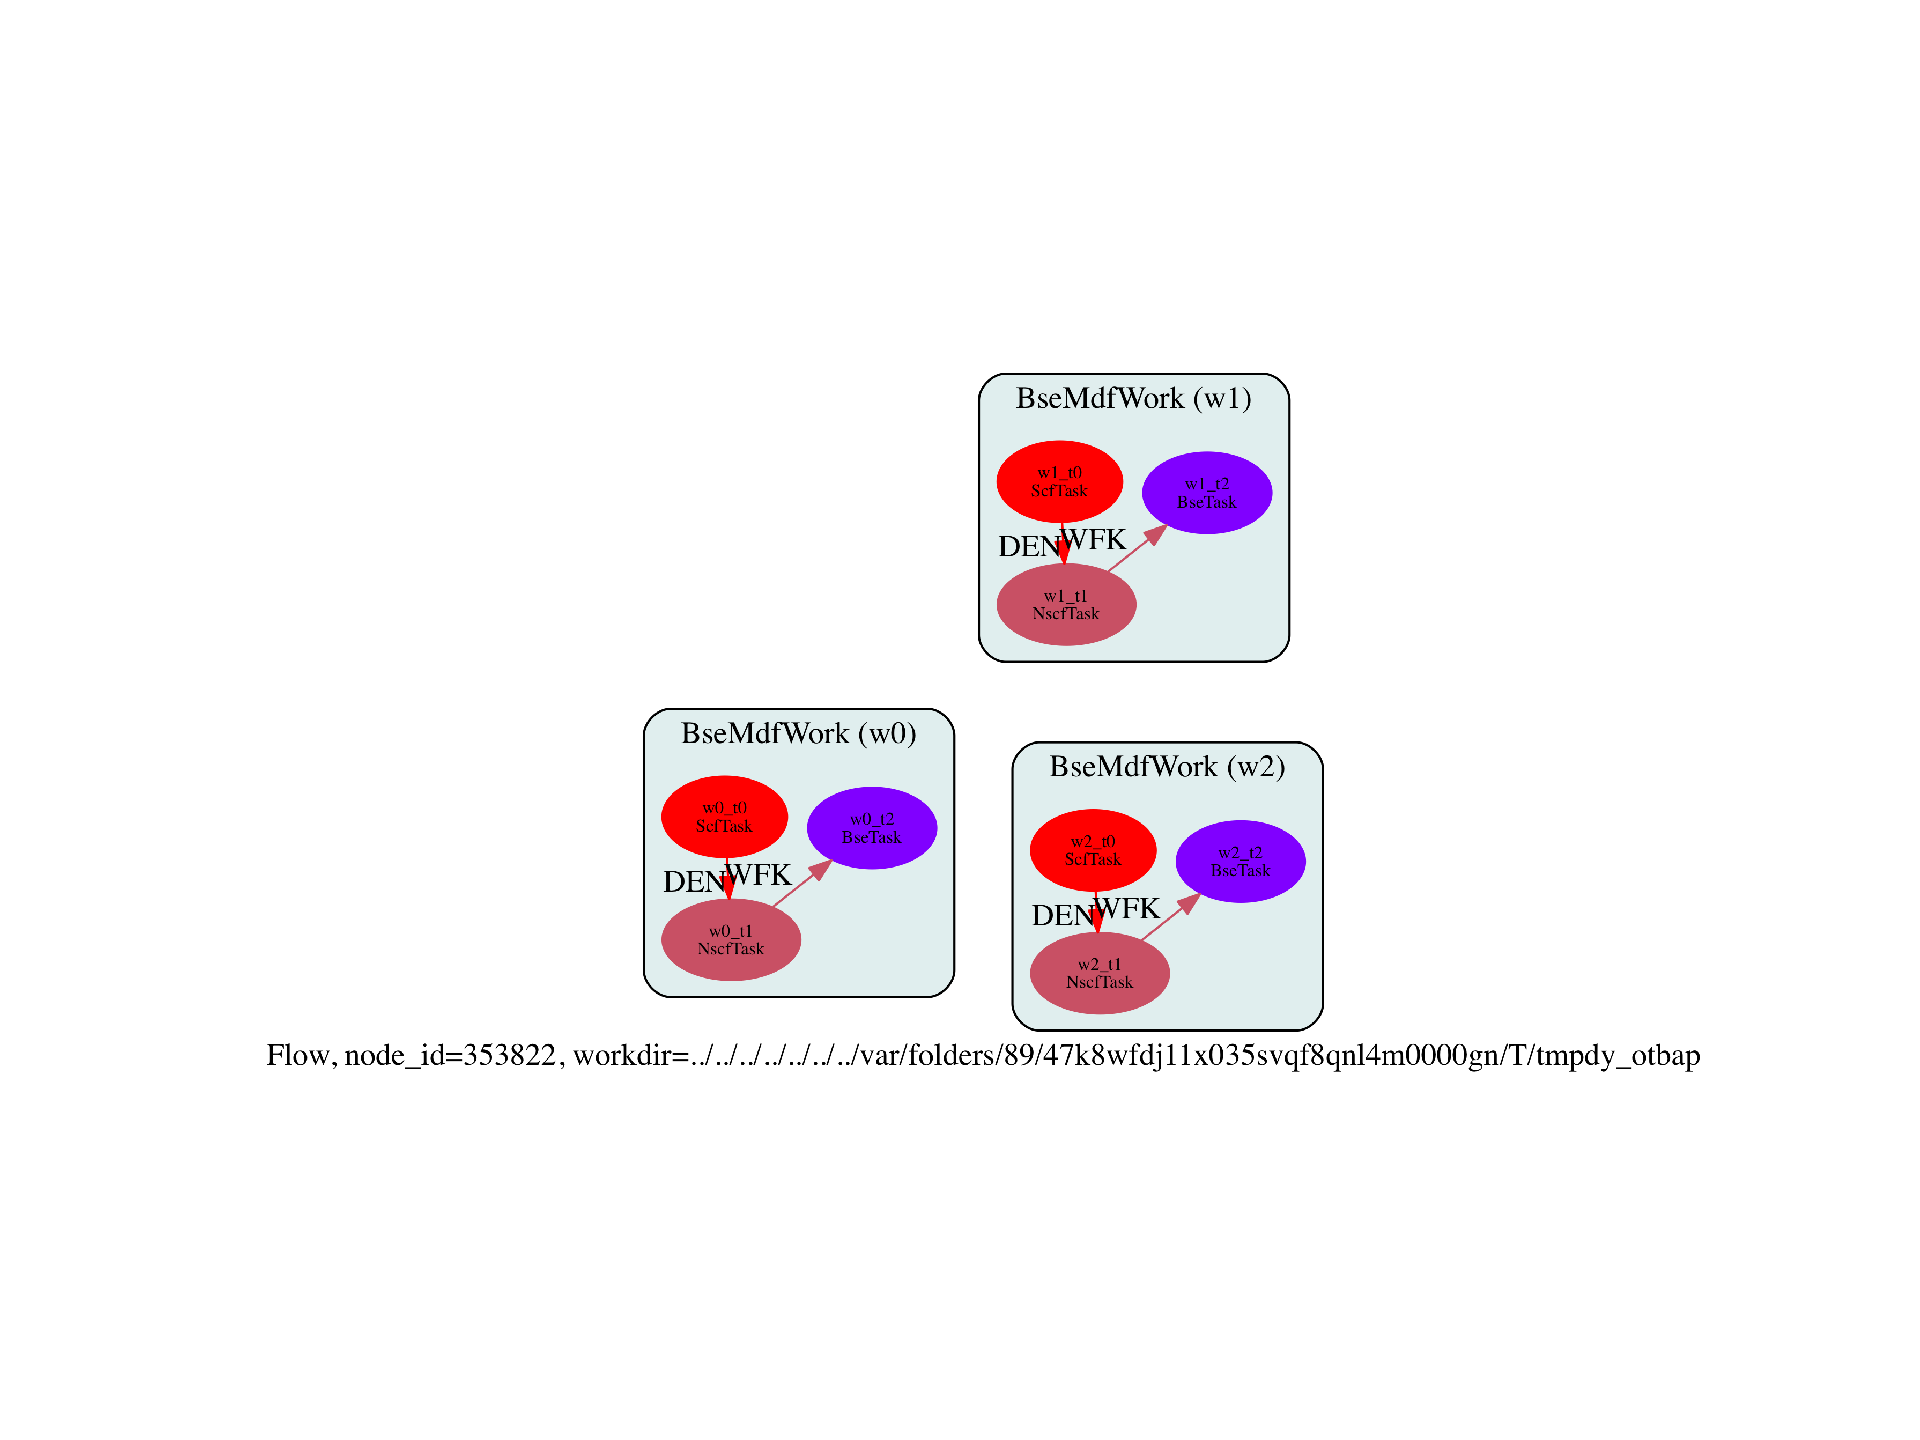 BseMdfWork (w1)
w1_t0
ScfTask
w1_t2
BseTask
DEN
WFK
w1_t1
NscfTask
BseMdfWork (w0)
w0_t0
ScfTask
w0_t2
BseTask
DEN
WFK
w0_t1
NscfTask
BseMdfWork (w2)
w2_t0
ScfTask
w2_t2
BseTask
DEN
WFK
w2_t1
NscfTask
Flow, node_id=353822, workdir=../../../../../../../var/folders/89/47k8wfdj11x035svqf8qnl4m0000gn/T/tmpdy_otbap